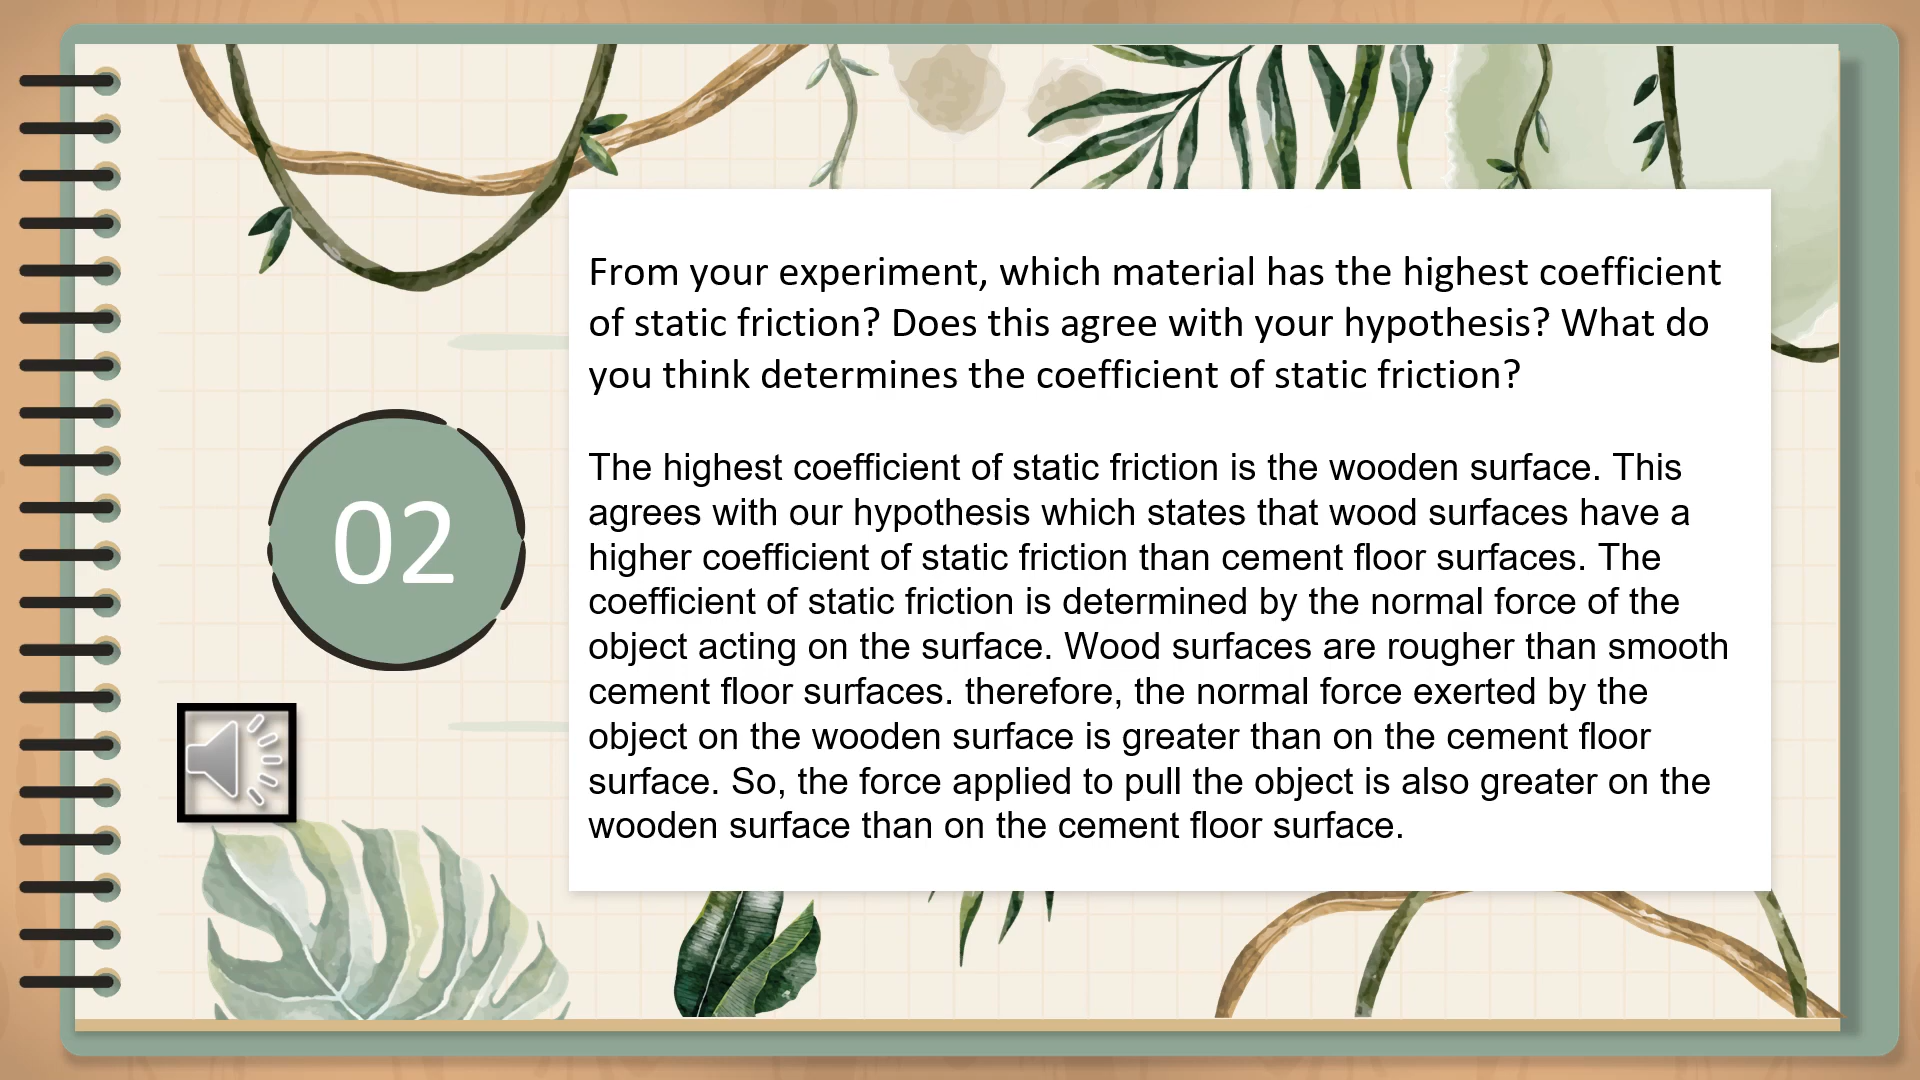 From your experiment, which material has the highest coefficient
of static friction? Does this agree with your hypothesis? What do
you think determines the coefficient of static friction?
02
The highest coefficient of static friction is the wooden surface. This
agrees with our hypothesis which states that wood surfaces have a
higher coefficient of static friction than cement floor surfaces. The
coefficient of static friction is determined by the normal force of the
object acting on the surface. Wood surfaces are rougher than smooth
cement floor surfaces. therefore, the normal force exerted by the
object on the wooden surface is greater than on the cement floor
surface. So, the force applied to pull the object is also greater on the
wooden surface than on the cement floor surface.